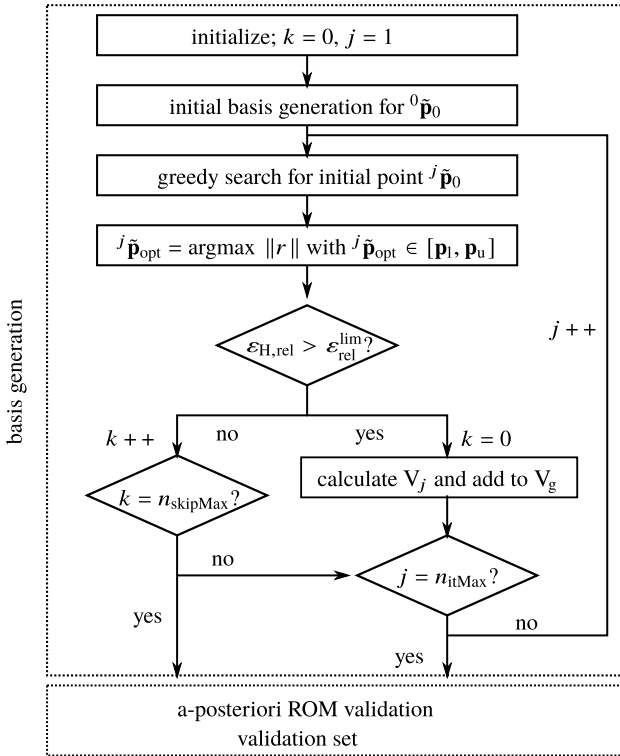 initialize; k = 0, j = 1
initial basis generation for ⁰p̃₀
greedy search for initial point ʲp̃₀
ʲp̃_opt = argmax ‖r‖ with ʲp̃_opt ∈ [p_l, p_u]
ε_H,rel > ε_rel^lim?
j + +
basis generation
k + +
no
yes
k = 0
k = n_skipMax?
calculate V_j and add to V_g
no
j = n_itMax?
yes
no
yes
a-posteriori ROM validation
validation set